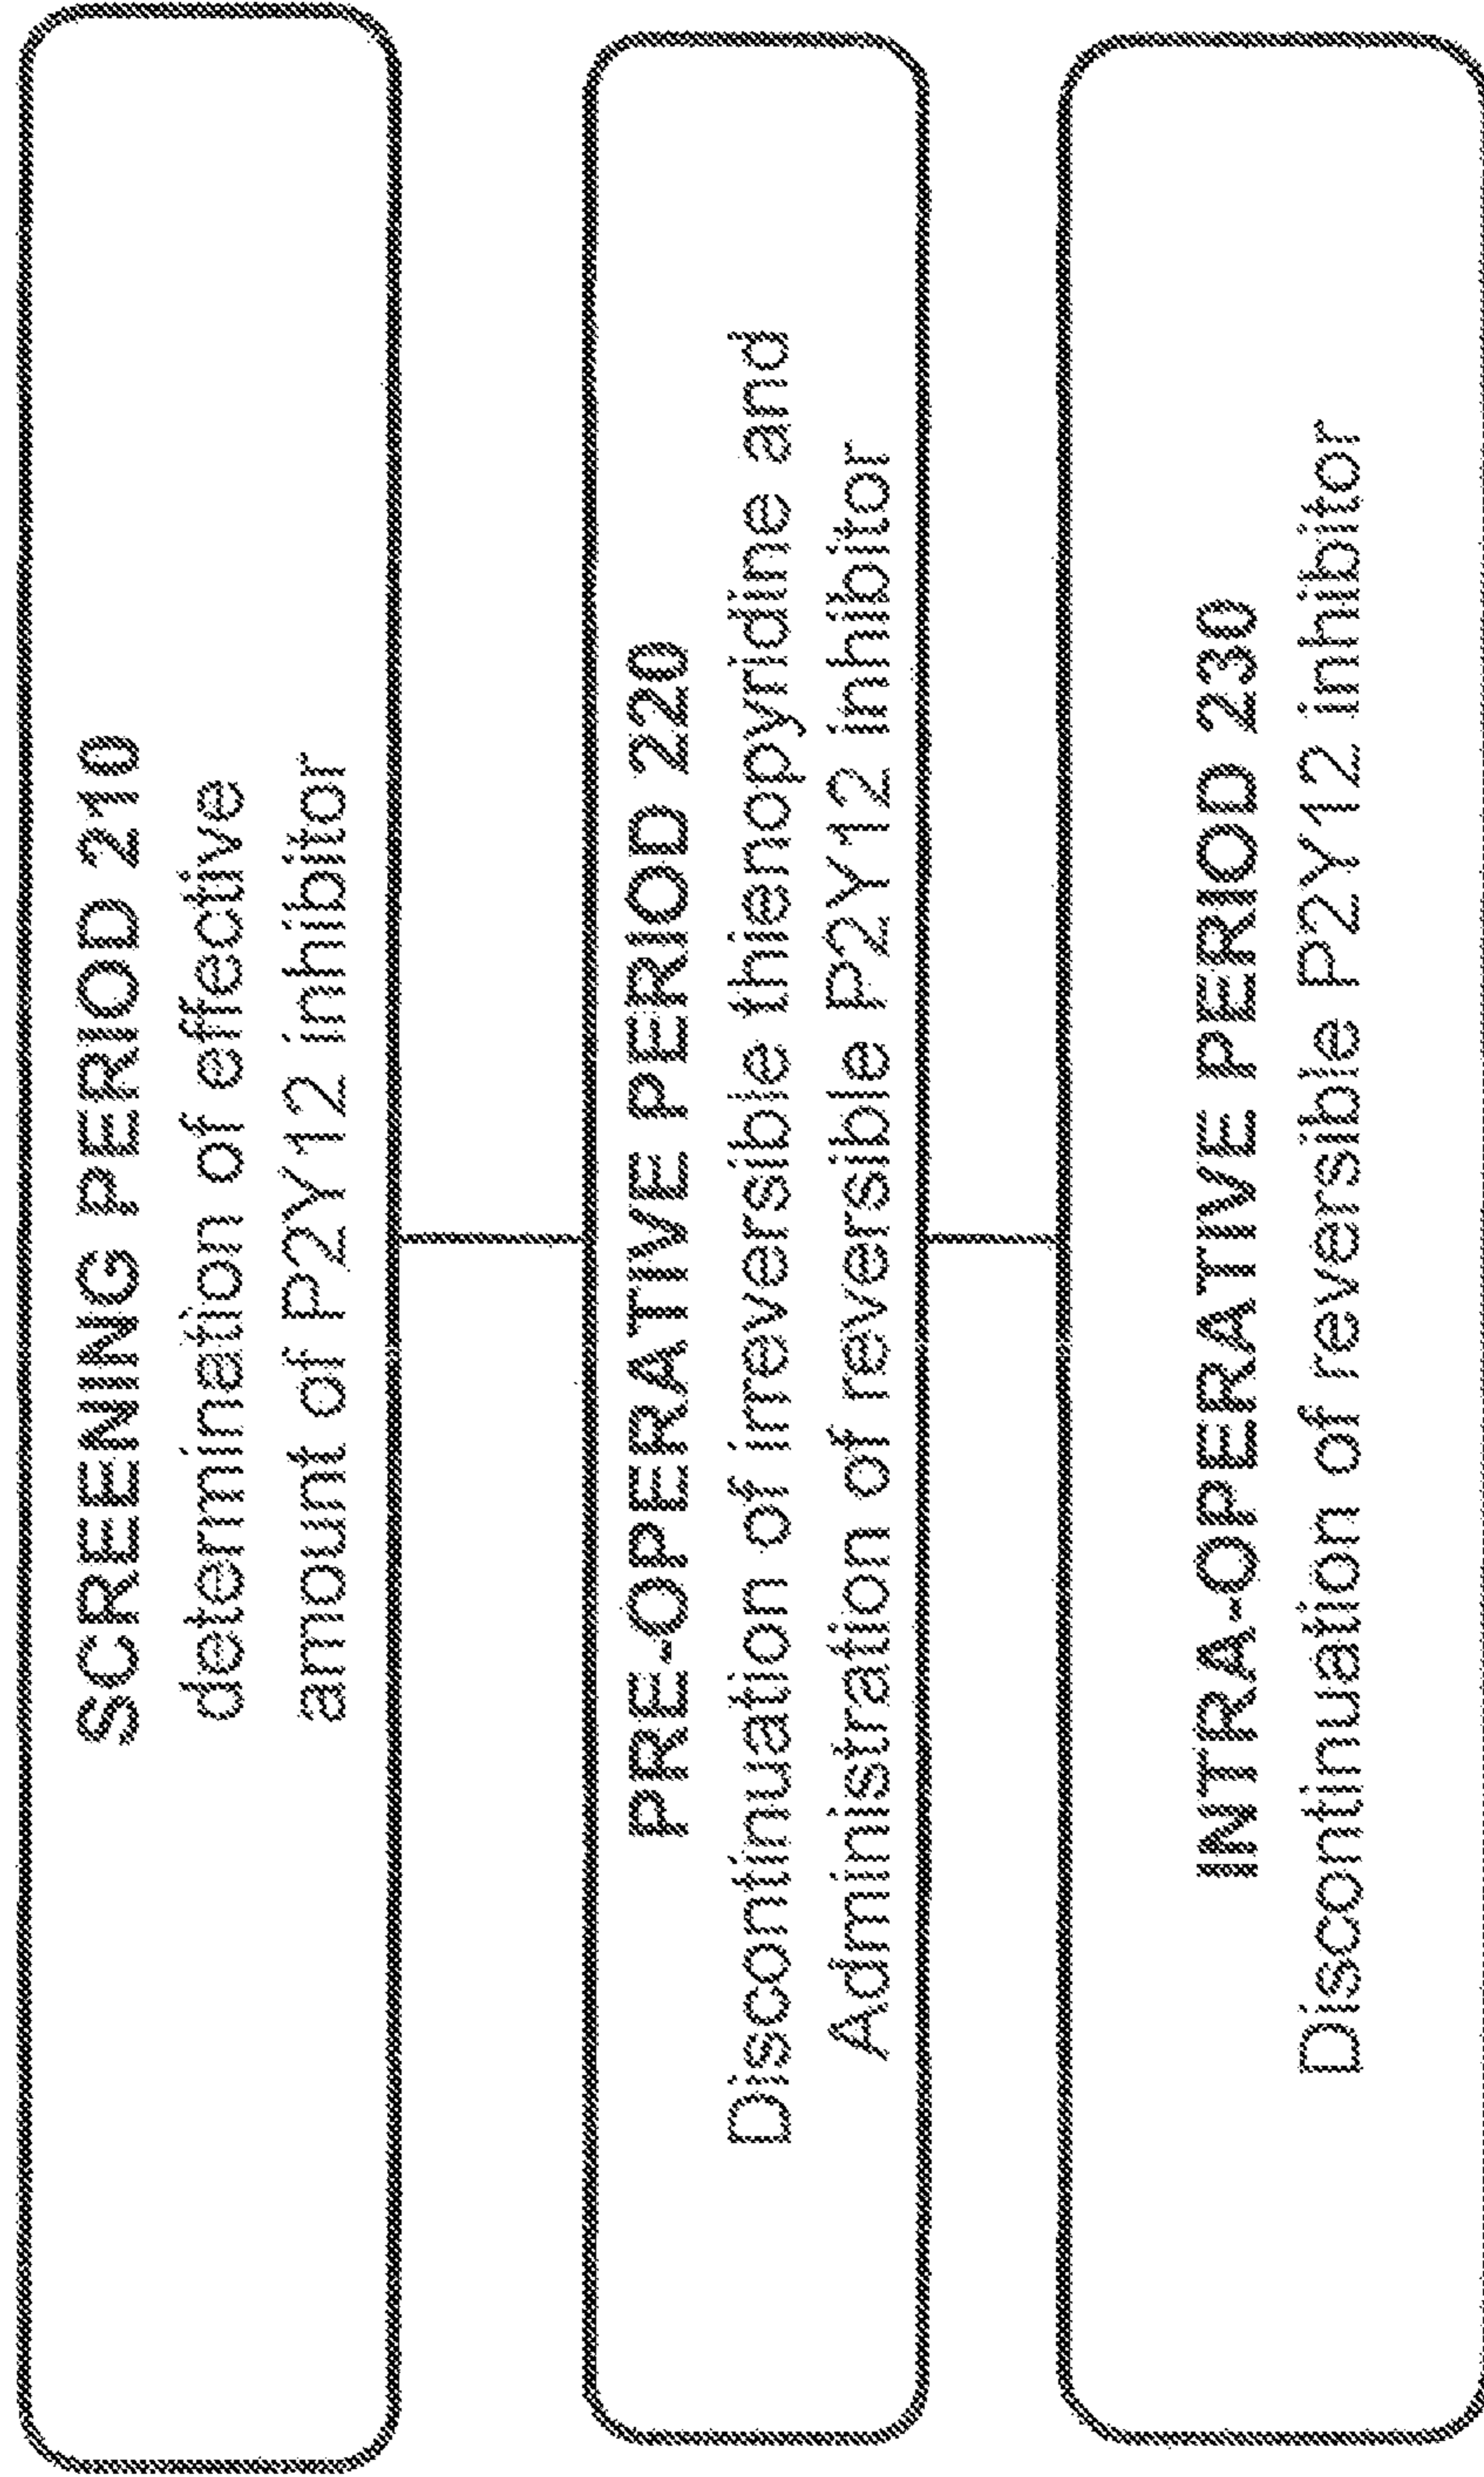 SCREENING PERIOD 210
determination of effective
amount of P2Y12 inhibitor
PRE-OPERATIVE PERIOD 220
Discontinuation of irreversible thienopyridine and
Administration of reversible P2Y12 inhibitor
INTRA-OPERATIVE PERIOD 230
Discontinuation of reversible P2Y12 inhibitor